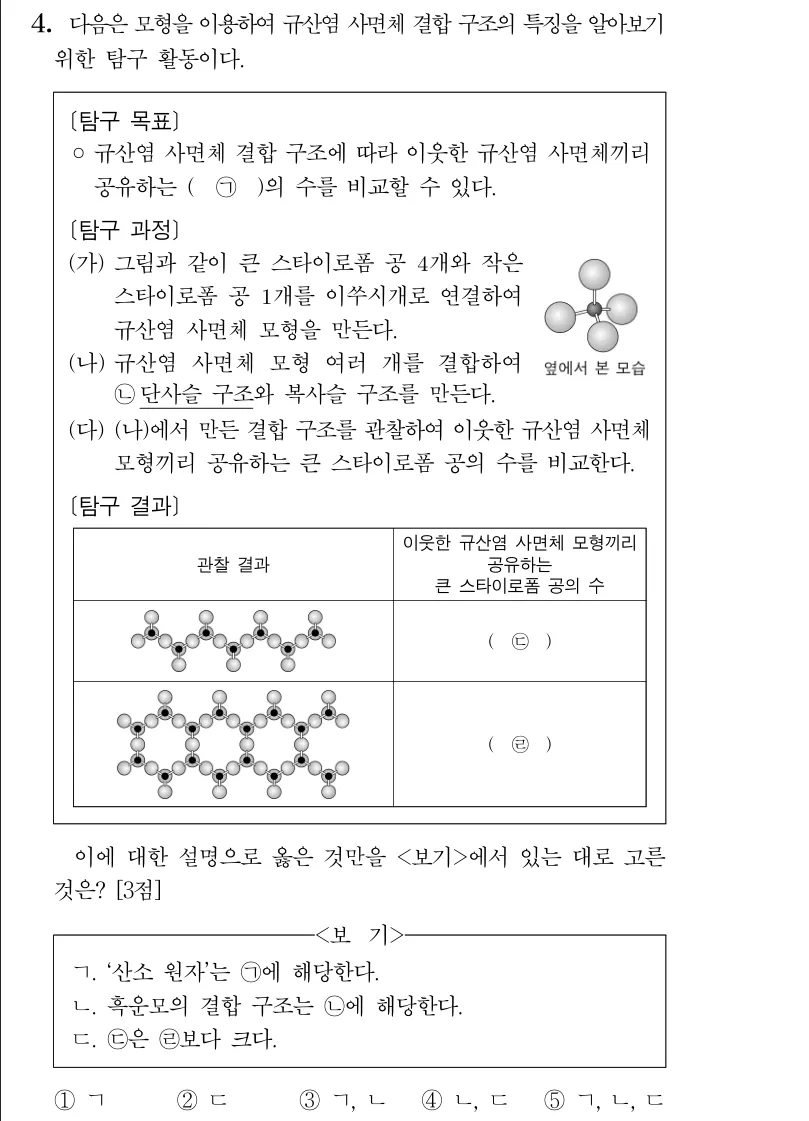 4. 다음은 모형을 이용하여 규산염 사면체 결합 구조의 특징을 알아보기
위한 탐구 활동이다.
〔탐구 목표〕
○ 규산염 사면체 결합 구조에 따라 이웃한 규산염 사면체끼리
공유하는 ( ㉠ )의 수를 비교할 수 있다.
〔탐구 과정〕
(가) 그림과 같이 큰 스타이로폼 공 4개와 작은
스타이로폼 공 1개를 이쑤시개로 연결하여
규산염 사면체 모형을 만든다.
(나) 규산염 사면체 모형 여러 개를 결합하여
㉡ 단사슬 구조와 복사슬 구조를 만든다.
옆에서 본 모습
(다) (나)에서 만든 결합 구조를 관찰하여 이웃한 규산염 사면체
모형끼리 공유하는 큰 스타이로폼 공의 수를 비교한다.
〔탐구 결과〕
관찰 결과
이웃한 규산염 사면체 모형끼리
공유하는
큰 스타이로폼 공의 수
( ㉢ )
( ㉣ )
이에 대한 설명으로 옳은 것만을 <보기>에서 있는 대로 고른
것은? [3점]
<보 기>
ㄱ. ‘산소 원자’는 ㉠에 해당한다.
ㄴ. 흑운모의 결합 구조는 ㉡에 해당한다.
ㄷ. ㉢은 ㉣보다 크다.
① ㄱ ② ㄷ ③ ㄱ, ㄴ ④ ㄴ, ㄷ ⑤ ㄱ, ㄴ, ㄷ